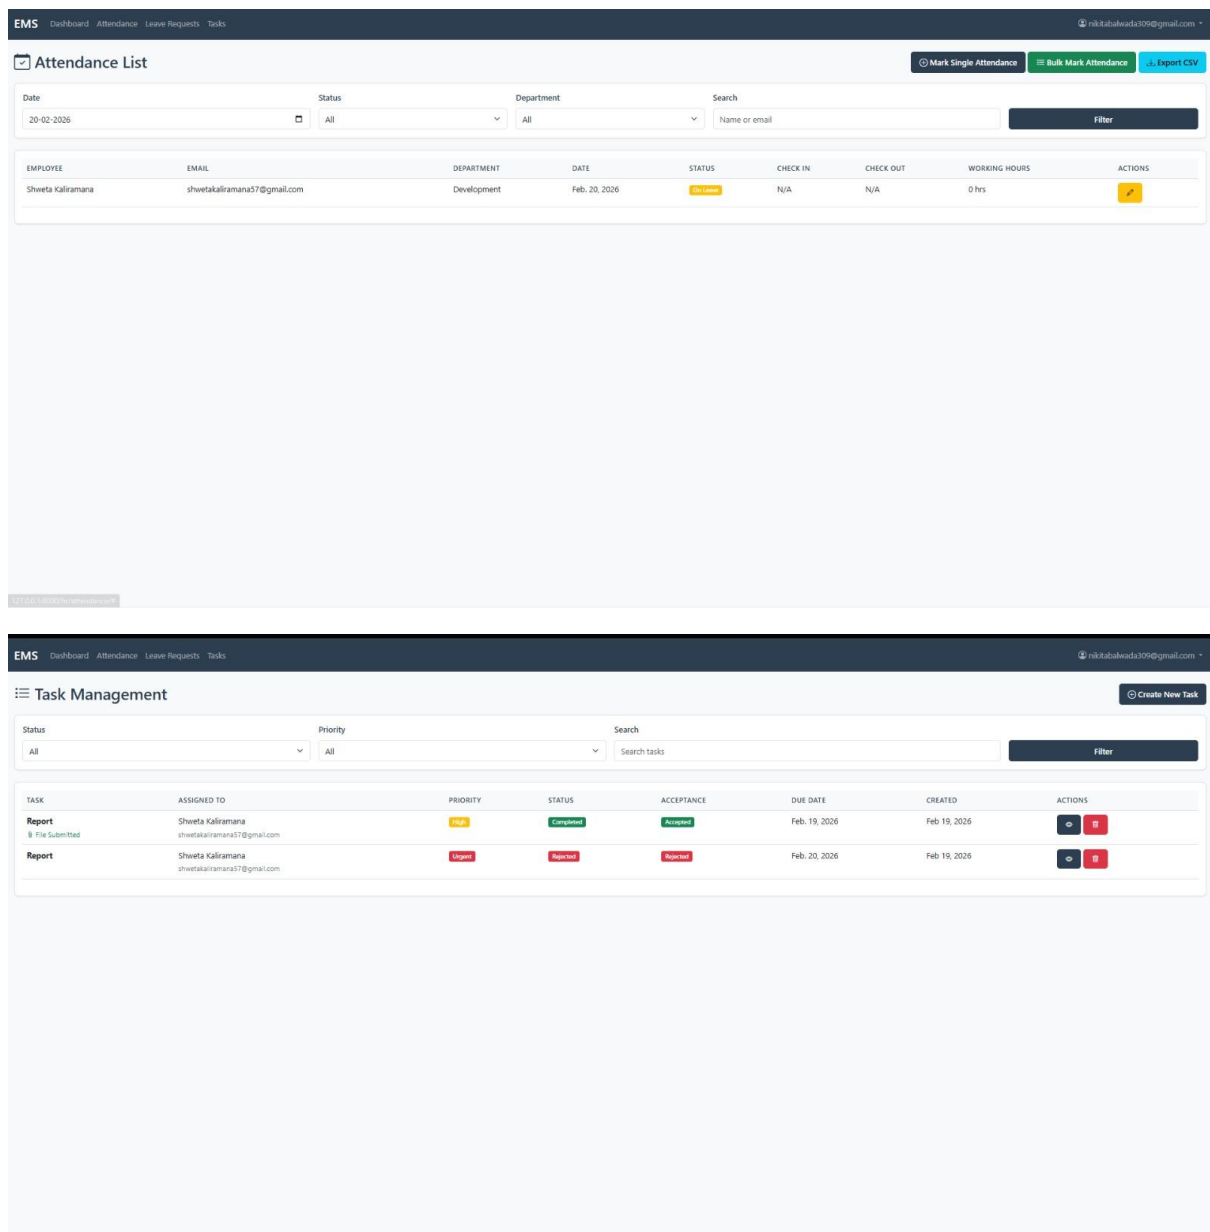 EMS Dashboard Attendance Leave Requests Tasks nikitabalwada309@gmail.com
Attendance List Mark Single Attendance Bulk Mark Attendance Export CSV
Date Status Department Search
20-02-2026 All All Name or email Filter
EMPLOYEE EMAIL DEPARTMENT DATE STATUS CHECK IN CHECK OUT WORKING HOURS ACTIONS
Shweta Kaliramana shwetakaliramana57@gmail.com Development Feb. 20, 2026 On Leave N/A N/A 0 hrs
EMS Dashboard Attendance Leave Requests Tasks nikitabalwada309@gmail.com
Task Management Create New Task
Status Priority Search
All All Search tasks Filter
TASK ASSIGNED TO PRIORITY STATUS ACCEPTANCE DUE DATE CREATED ACTIONS
Report Shweta Kaliramana High Completed Accepted Feb. 19, 2026 Feb 19, 2026
File Submitted shwetakaliramana57@gmail.com
Report Shweta Kaliramana Urgent Rejected Rejected Feb. 20, 2026 Feb 19, 2026
shwetakaliramana57@gmail.com